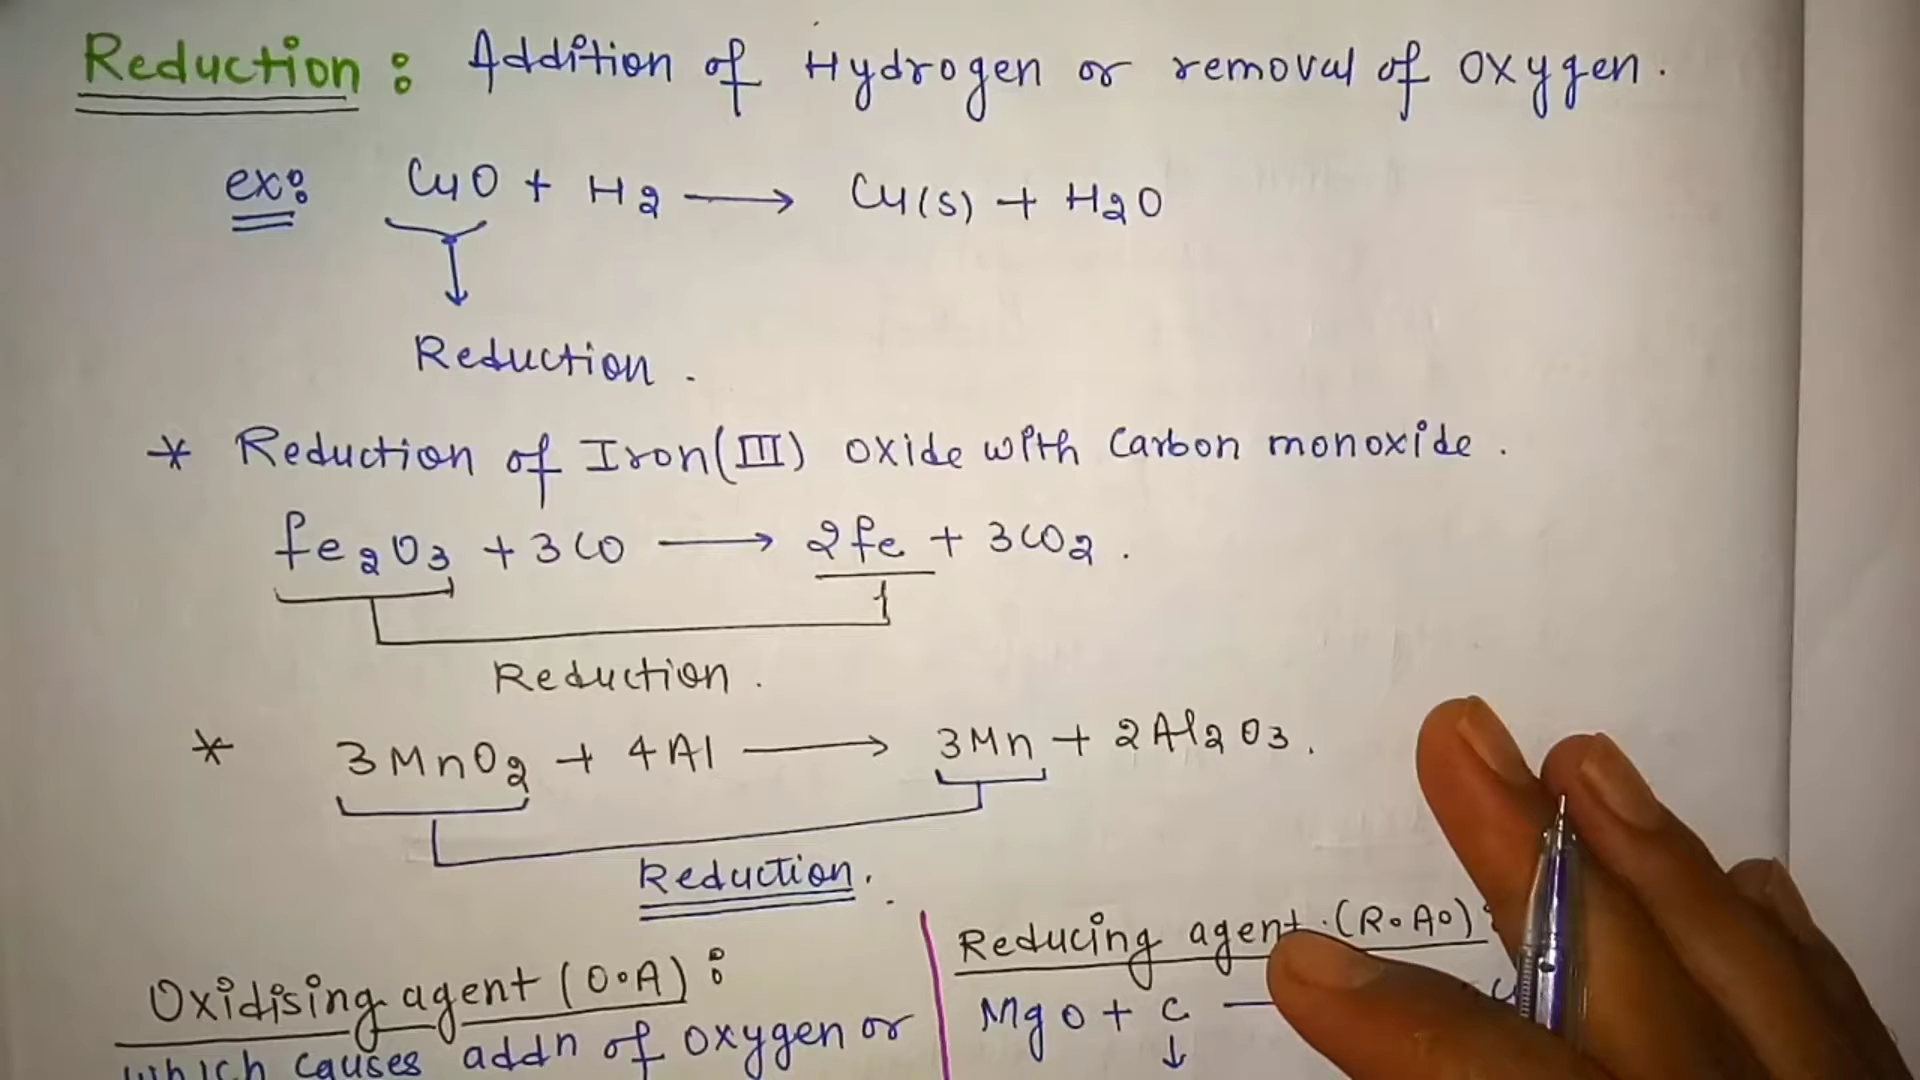 Reduction : Addition of Hydrogen or removal of oxygen.
ex: CuO + H2 ⟶ Cu(s) + H2O
↓
Reduction.
* Reduction of Iron(III) oxide with Carbon monoxide.
fe2O3 + 3CO ⟶ 2fe + 3CO2.
Reduction.
* 3MnO2 + 4Al ⟶ 3Mn + 2Al2O3.
Reduction.
Oxidising agent (O.A) :
which causes addn of oxygen or
Reducing agent. (R.A.) :
MgO + C —
↓